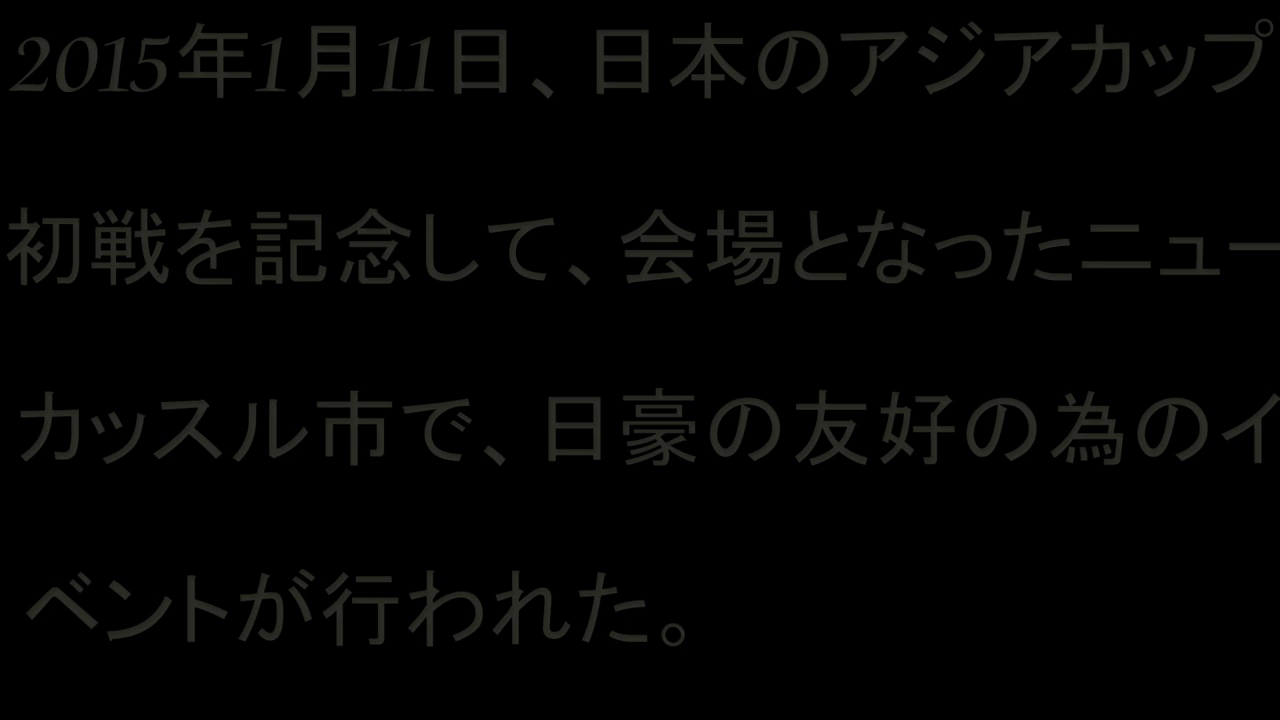 2015年1月11日、日本のアジアカップ
初戦を記念して、会場となったニュー
カッスル市で、日豪の友好の為のイ
ベントが行われた。